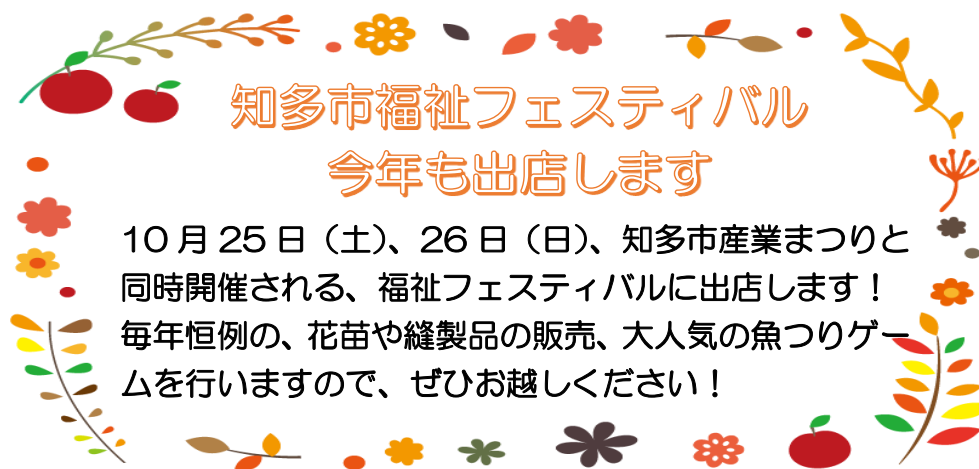 知多市福祉フェスティバル
今年も出店します
10月25日（土）、26日（日）、知多市産業まつりと
同時開催される、福祉フェスティバルに出店します！
毎年恒例の、花苗や縫製品の販売、大人気の魚つりゲー
ムを行いますので、ぜひお越しください！